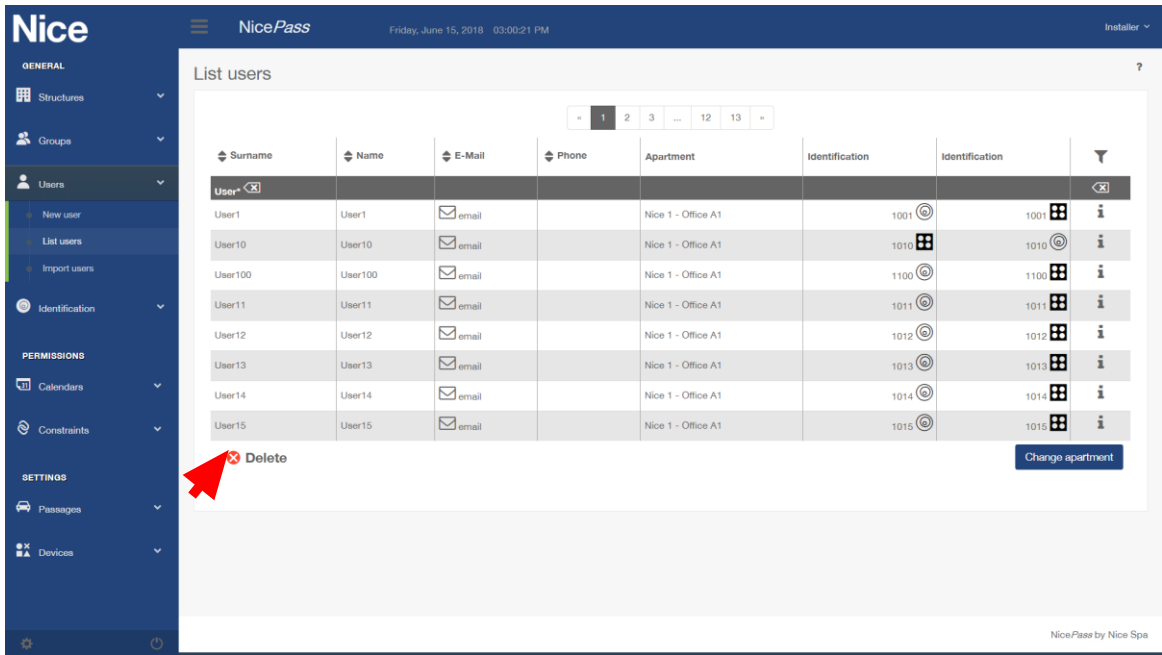 Nice
NicePass
Friday, June 15, 2018 03:00:21 PM
Installer
GENERAL
Structures
Groups
Users
New user
List users
Import users
Identification
PERMISSIONS
Calendars
Constraints
SETTINGS
Passages
Devices
List users
?
« 1 2 3 ... 12 13 »
Surname Name E-Mail Phone Apartment Identification Identification
User*
User1 User1 email Nice 1 - Office A1 1001 1001
User10 User10 email Nice 1 - Office A1 1010 1010
User100 User100 email Nice 1 - Office A1 1100 1100
User11 User11 email Nice 1 - Office A1 1011 1011
User12 User12 email Nice 1 - Office A1 1012 1012
User13 User13 email Nice 1 - Office A1 1013 1013
User14 User14 email Nice 1 - Office A1 1014 1014
User15 User15 email Nice 1 - Office A1 1015 1015
Delete
Change apartment
NicePass by Nice Spa